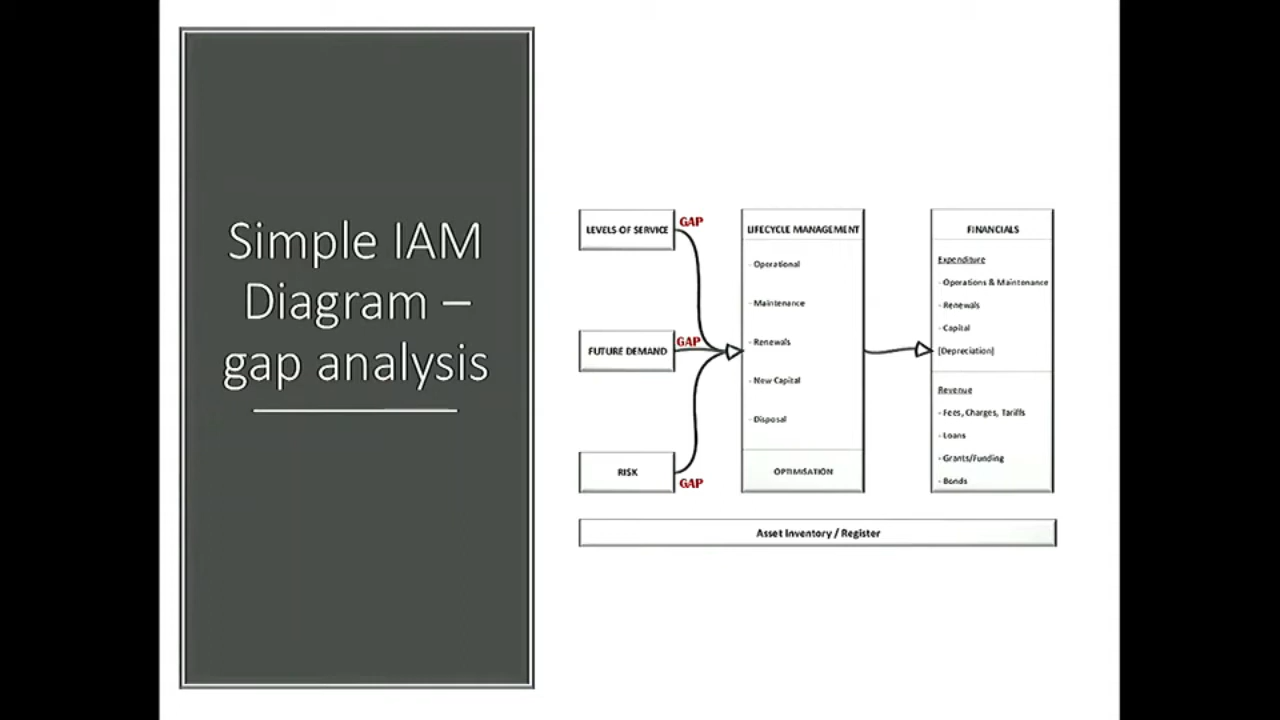 Simple IAM
Diagram –
gap analysis
LEVELS OF SERVICE
GAP
FUTURE DEMAND
GAP
RISK
GAP
LIFECYCLE MANAGEMENT
- Operational
- Maintenance
- Renewals
- New Capital
- Disposal
OPTIMISATION
FINANCIALS
Expenditure
- Operations & Maintenance
- Renewals
- Capital
[Depreciation]
Revenue
- Fees, Charges, Tariffs
- Loans
- Grants/Funding
- Bonds
Asset Inventory / Register